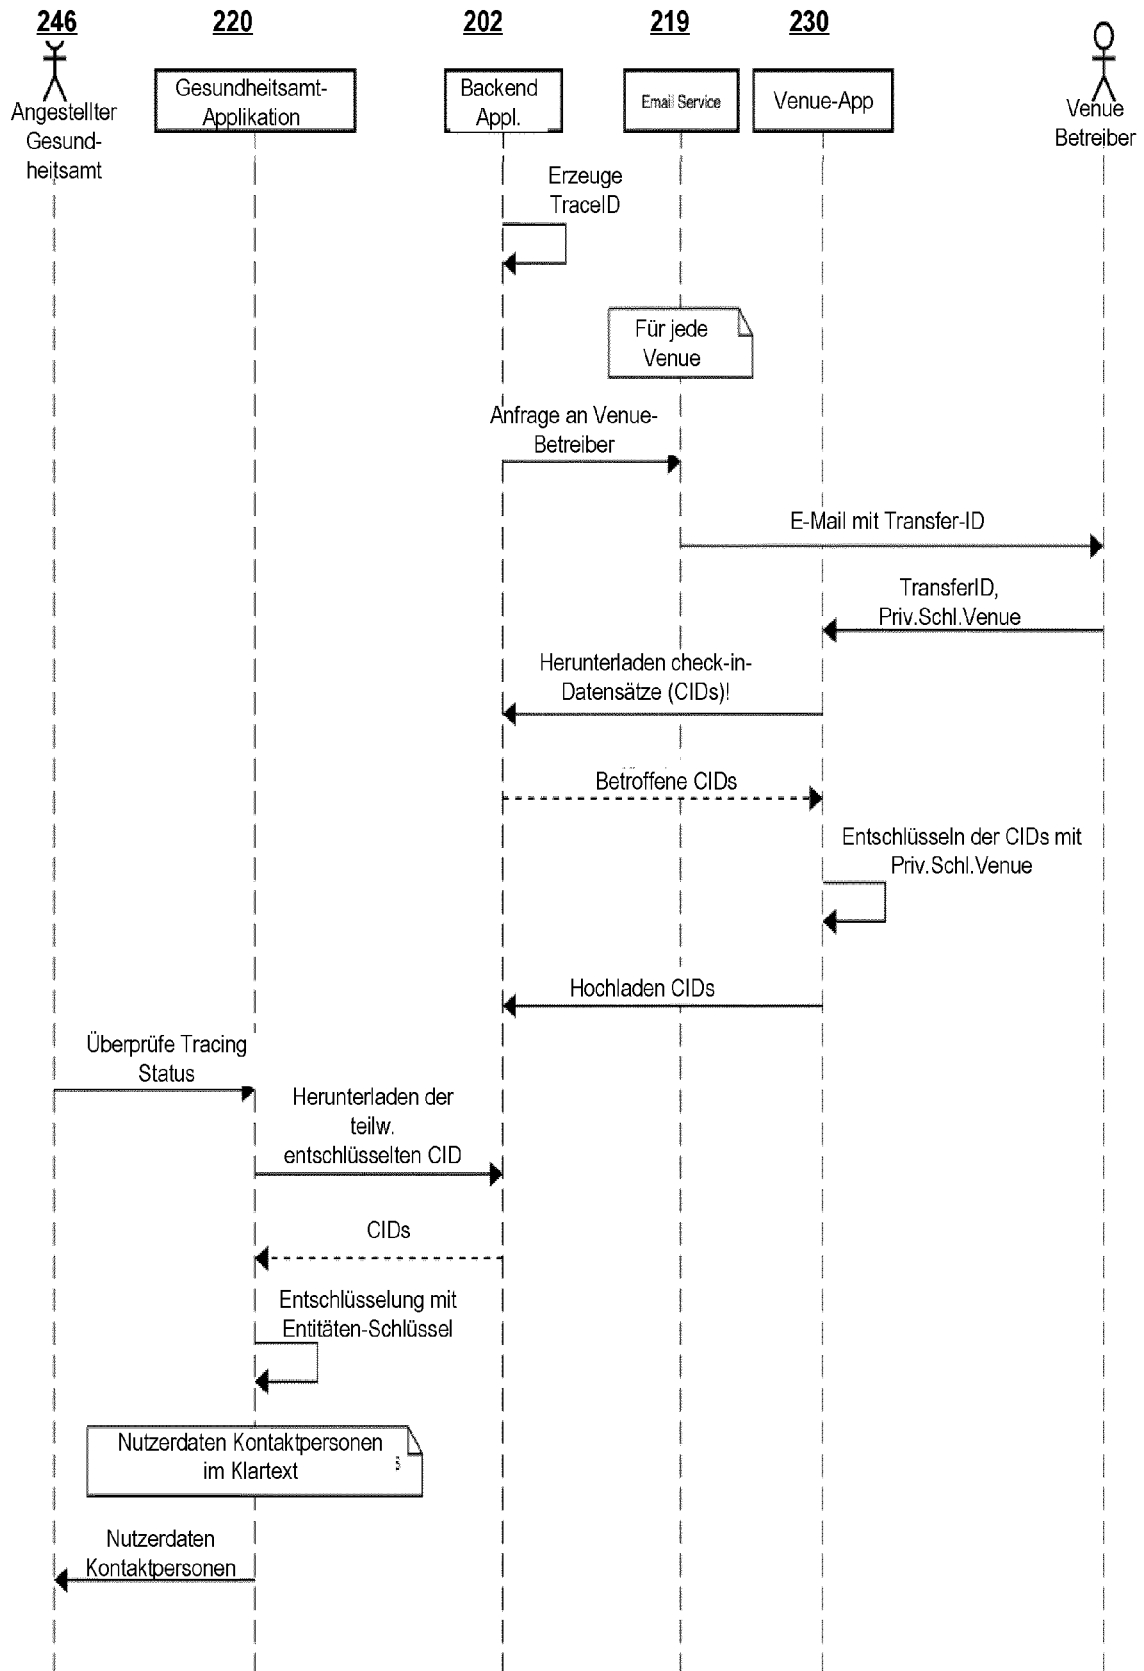 246
220
202
219
230
Angestellter
Gesund-
heitsamt
Gesundheitsamt-
Applikation
Backend
Appl.
Email Service
Venue-App
Venue
Betreiber
Erzeuge
TraceID
Für jede
Venue
Anfrage an Venue-
Betreiber
E-Mail mit Transfer-ID
TransferID,
Priv.Schl.Venue
Herunterladen check-in-
Datensätze (CIDs)!
Betroffene CIDs
Entschlüsseln der CIDs mit
Priv.Schl.Venue
Hochladen CIDs
Überprüfe Tracing
Status
Herunterladen der
teilw.
entschlüsselten CID
CIDs
Entschlüsselung mit
Entitäten-Schlüssel
Nutzerdaten Kontaktpersonen
im Klartext
Nutzerdaten
Kontaktpersonen